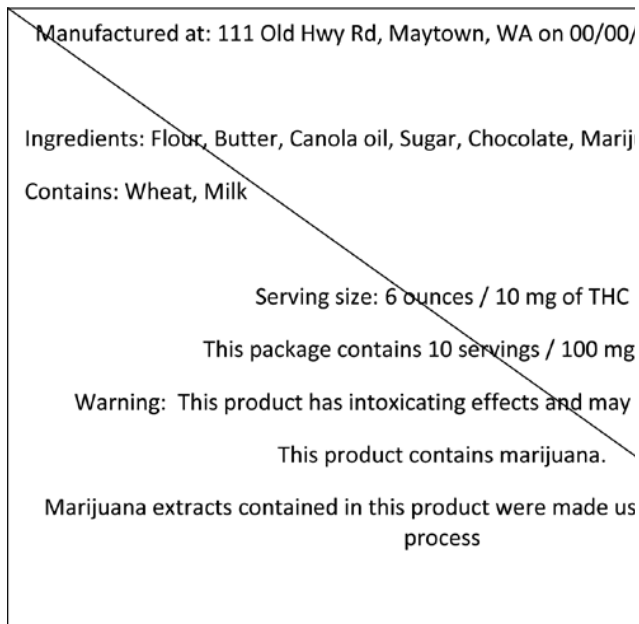 Manufactured at: 111 Old Hwy Rd, Maytown, WA on 00/00/
Ingredients: Flour, Butter, Canola oil, Sugar, Chocolate, Marij
Contains: Wheat, Milk
Serving size: 6 ounces / 10 mg of THC
This package contains 10 servings / 100 mg
Warning:  This product has intoxicating effects and may
This product contains marijuana.
Marijuana extracts contained in this product were made us
process